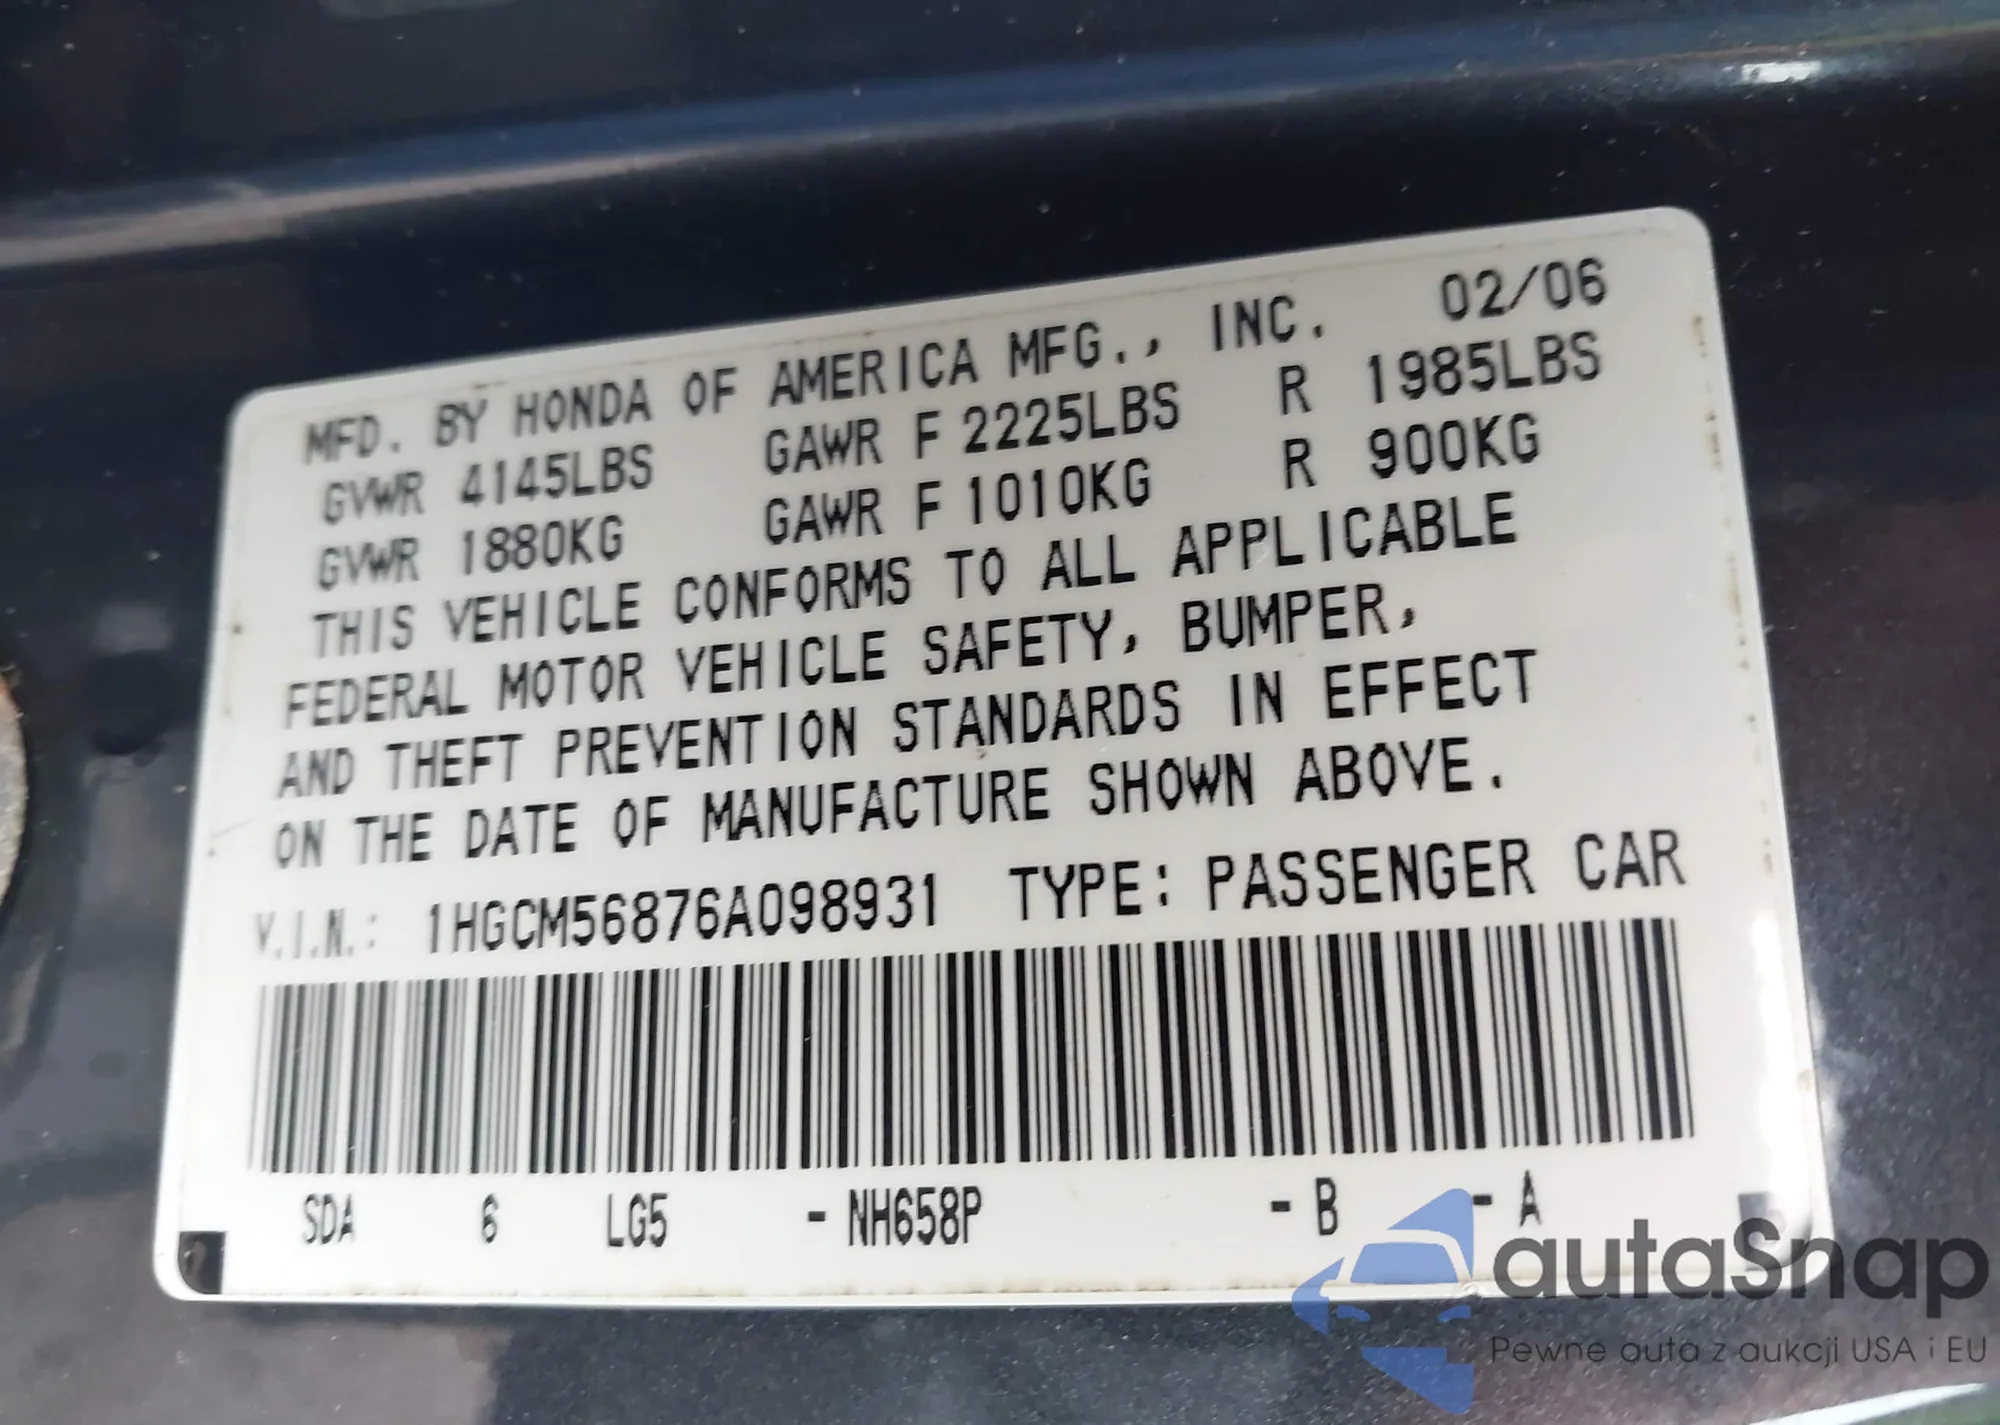 MFD. BY HONDA OF AMERICA MFG., INC. 02/06
GVWR 4145LBS GAWR F 2225LBS R 1985LBS
GVWR 1880KG GAWR F 1010KG R 900KG
THIS VEHICLE CONFORMS TO ALL APPLICABLE
FEDERAL MOTOR VEHICLE SAFETY, BUMPER,
AND THEFT PREVENTION STANDARDS IN EFFECT
ON THE DATE OF MANUFACTURE SHOWN ABOVE.
V.I.N.: 1HGCM56876A098931 TYPE: PASSENGER CAR
SDA 6 LG5 - NH658P - B - A
autaSnap
Pewne auta z aukcji USA i EU